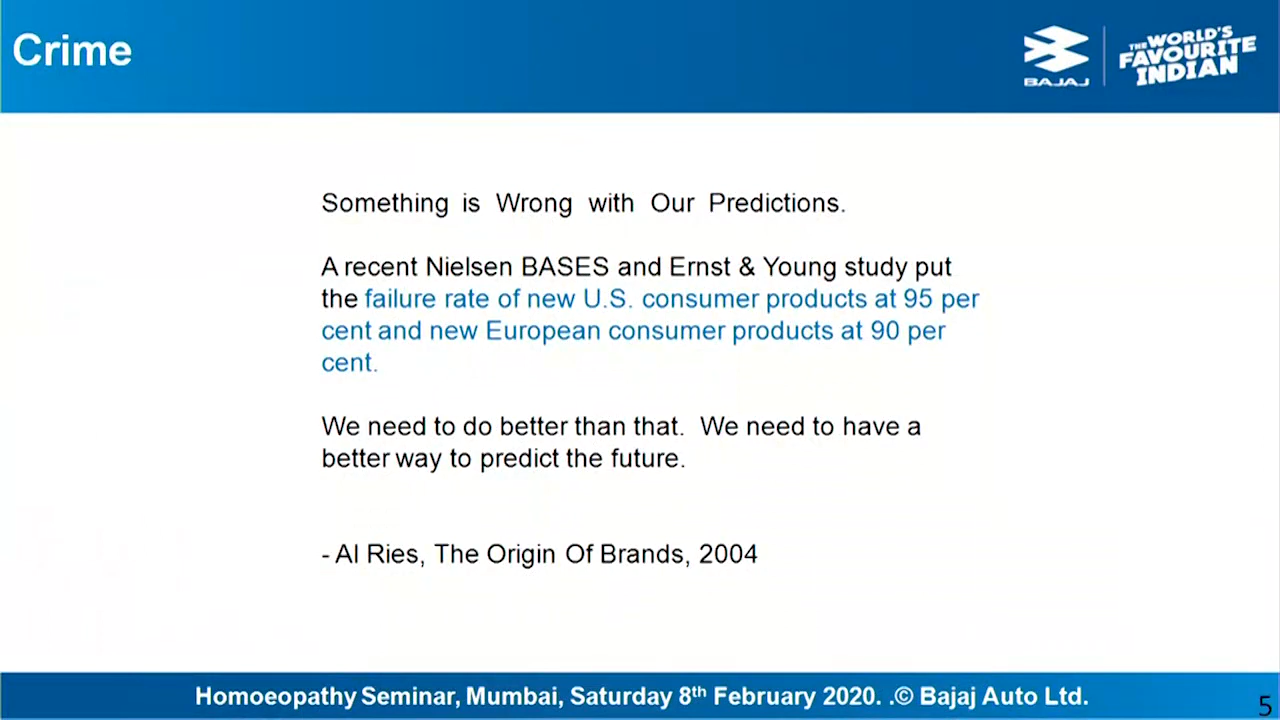 Crime
BAJAJ
THE WORLD'S
FAVOURITE
INDIAN
Something is Wrong with Our Predictions.
A recent Nielsen BASES and Ernst & Young study put
the failure rate of new U.S. consumer products at 95 per
cent and new European consumer products at 90 per
cent.
We need to do better than that. We need to have a
better way to predict the future.
- Al Ries, The Origin Of Brands, 2004
Homoeopathy Seminar, Mumbai, Saturday 8th February 2020. .© Bajaj Auto Ltd.
5